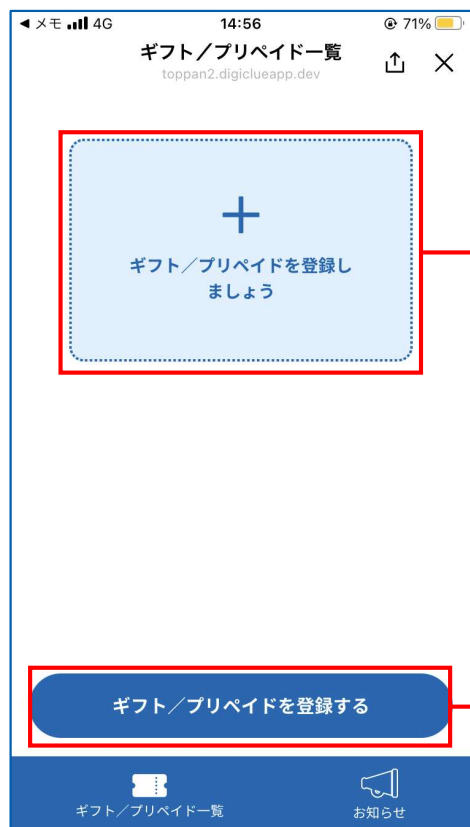 ◀ メモ 4G 14:56 71%
ギフト／プリペイド一覧
toppan2.digiclueapp.dev
ギフト／プリペイドを登録し
ましょう
ギフト／プリペイドを登録する
ギフト／プリペイド一覧 お知らせ